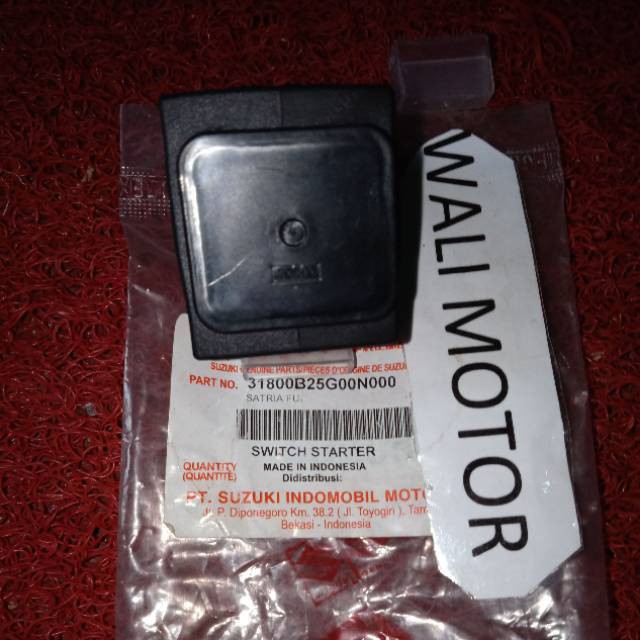 WALI MOTOR
SUZUKI GENUINE PARTS/PIECES D'ORIGINE DE SUZU
PART NO. 31800B25G00N000
SATRIA FU.
SWITCH STARTER
QUANTITY
(QUANTITE)
MADE IN INDONESIA
Didistribusi:
PT. SUZUKI INDOMOBIL MOTO
Jl. P. Diponegoro Km. 38.2 ( Jl. Toyogiri ), Tam
Bekasi - Indonesia